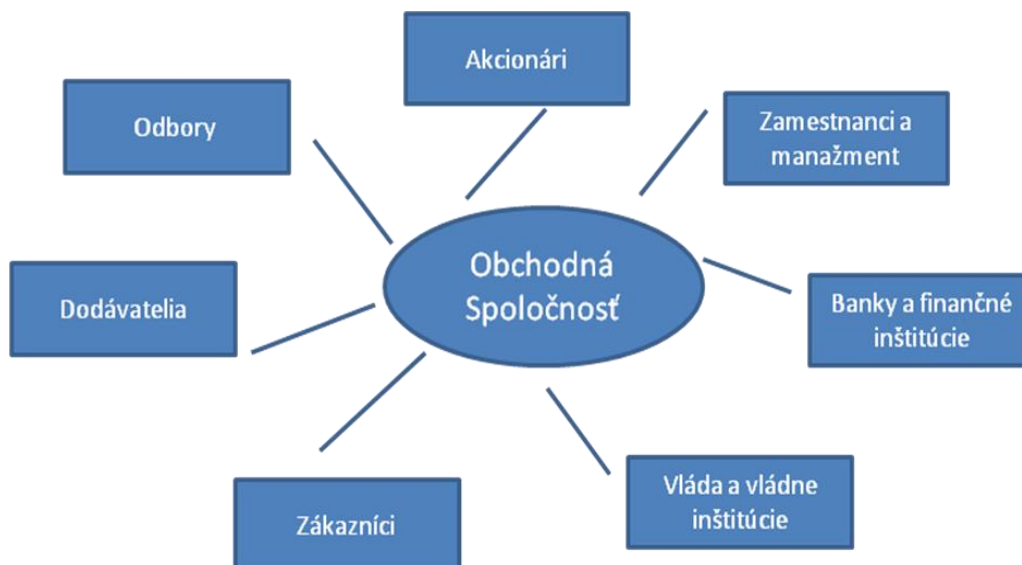 Akcionári
Odbory
Zamestnanci a
manažment
Obchodná
Spoločnosť
Dodávatelia
Banky a finančné
inštitúcie
Zákazníci
Vláda a vládne
inštitúcie